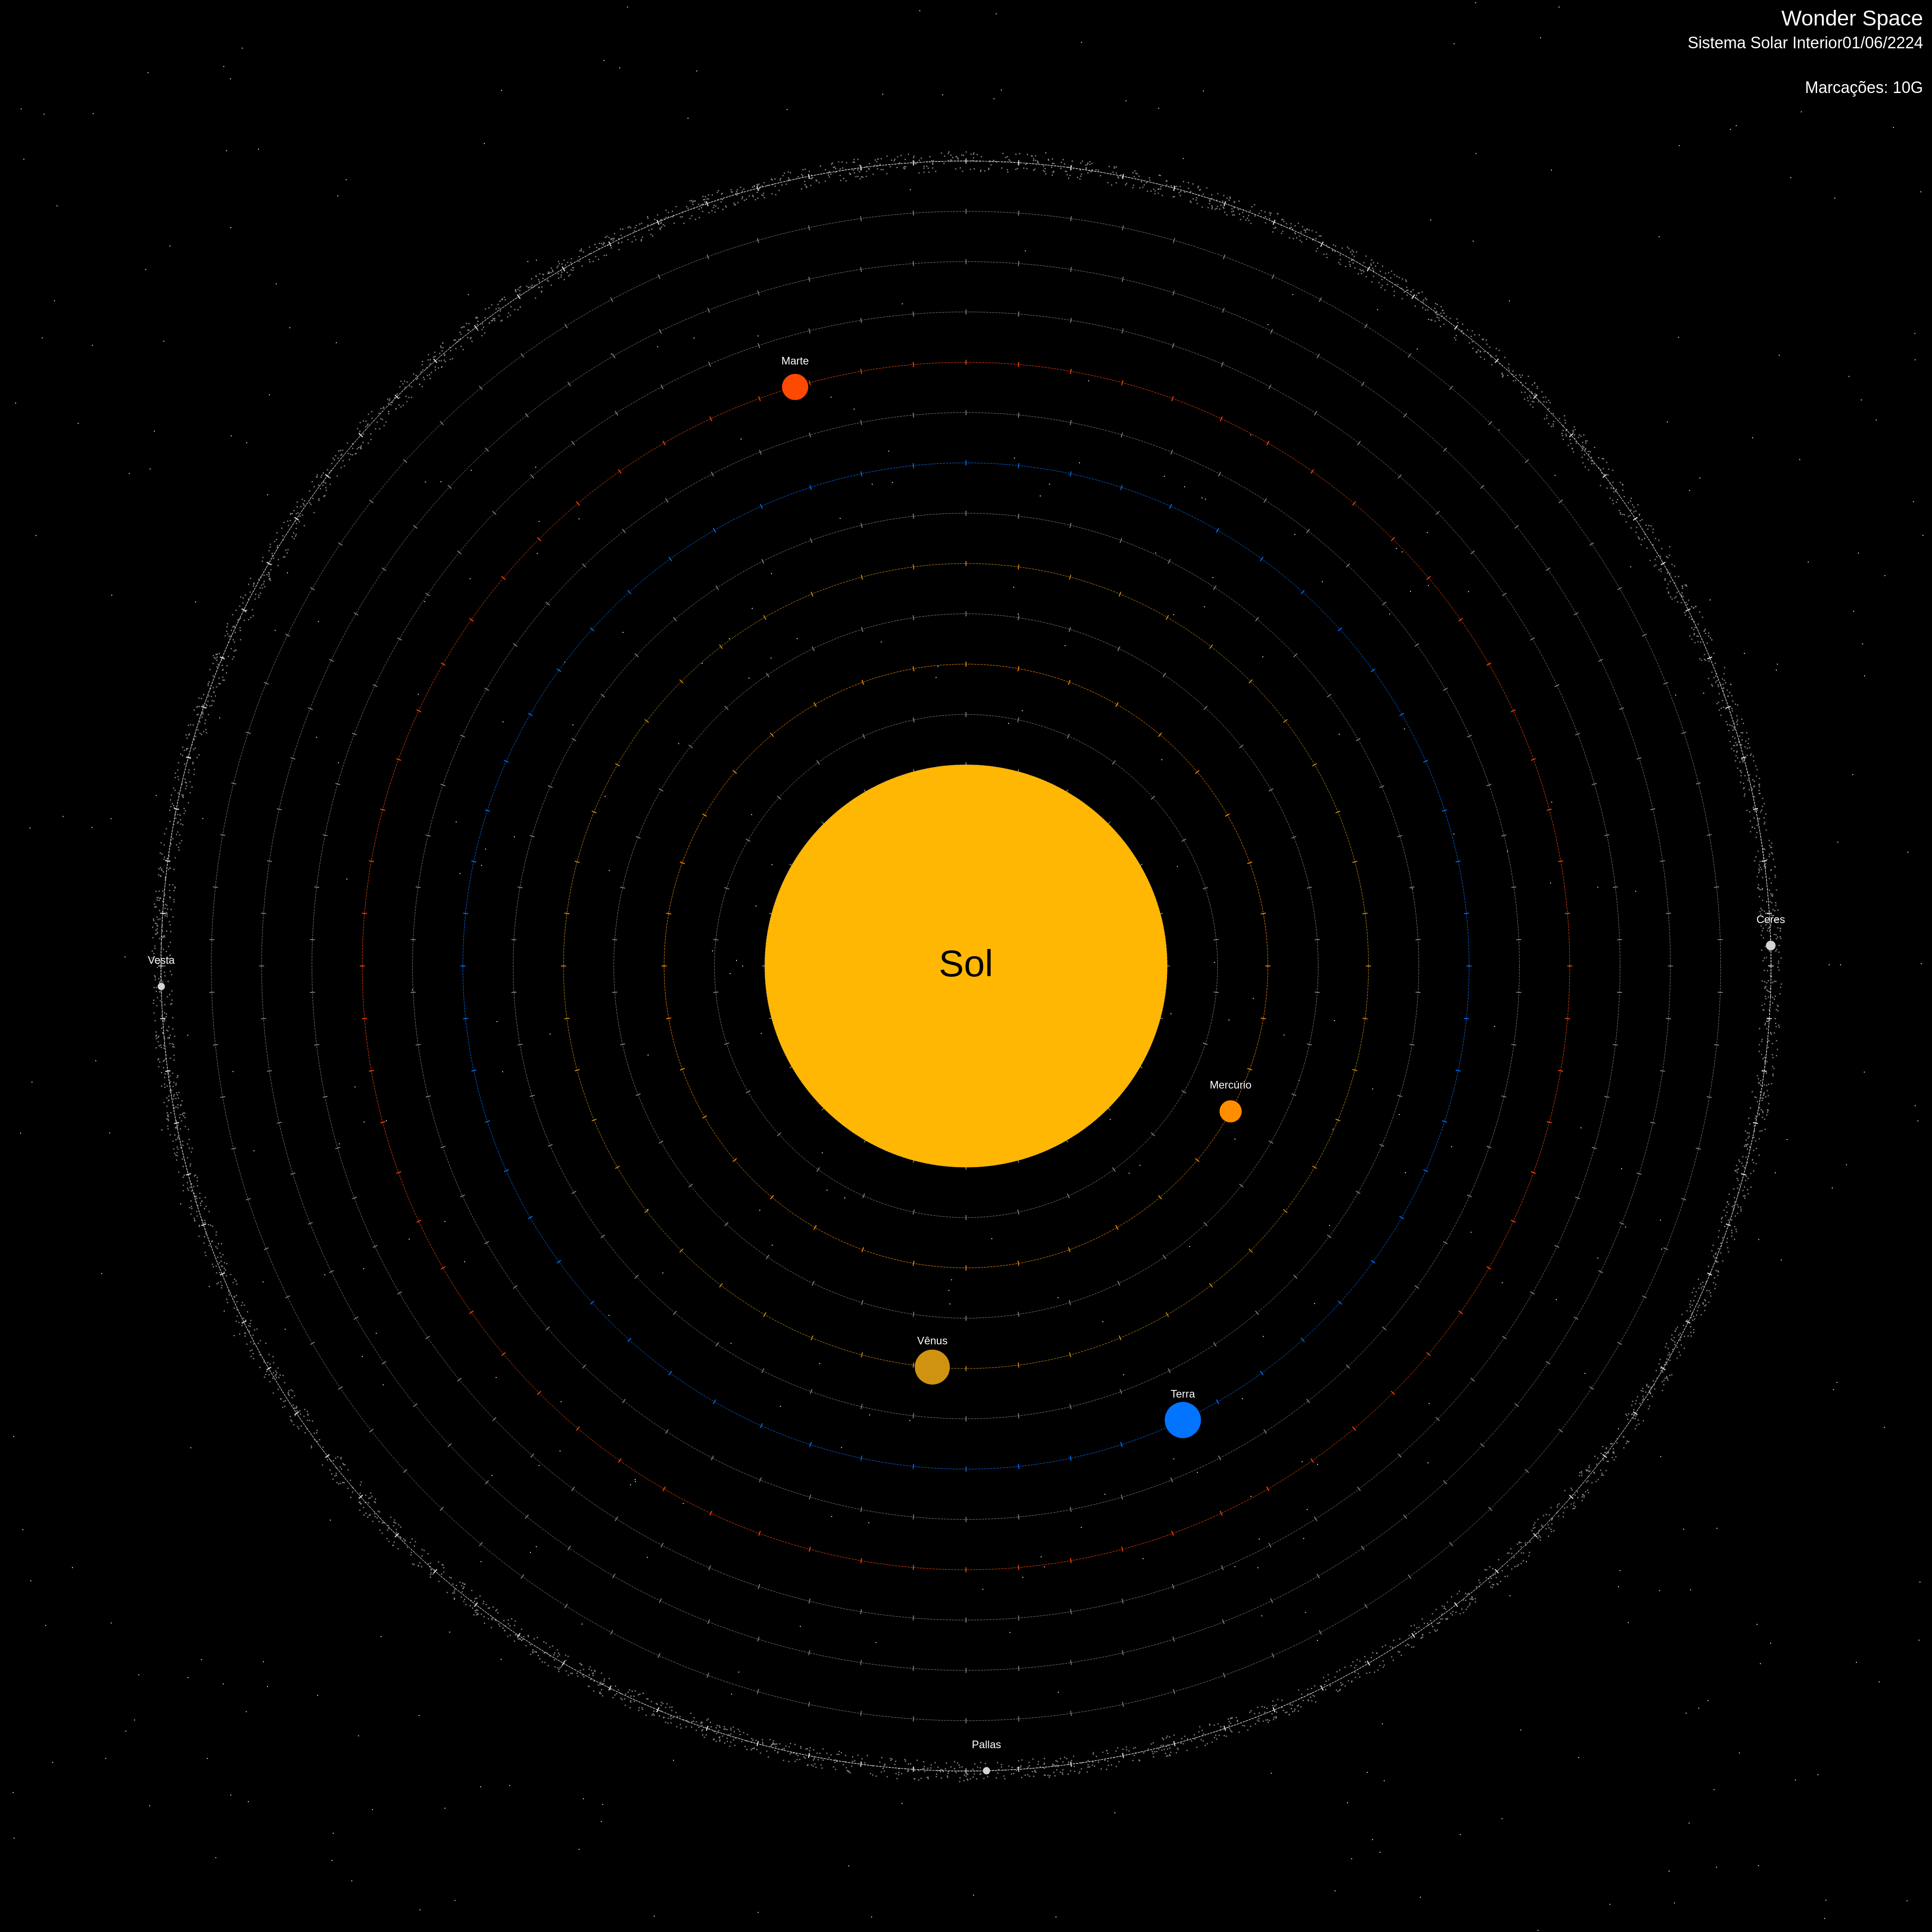 Wonder Space
Sistema Solar Interior01/06/2224
Marcações: 10G
Marte
Ceres
Vesta
Sol
Mercúrio
Vênus
Terra
Pallas